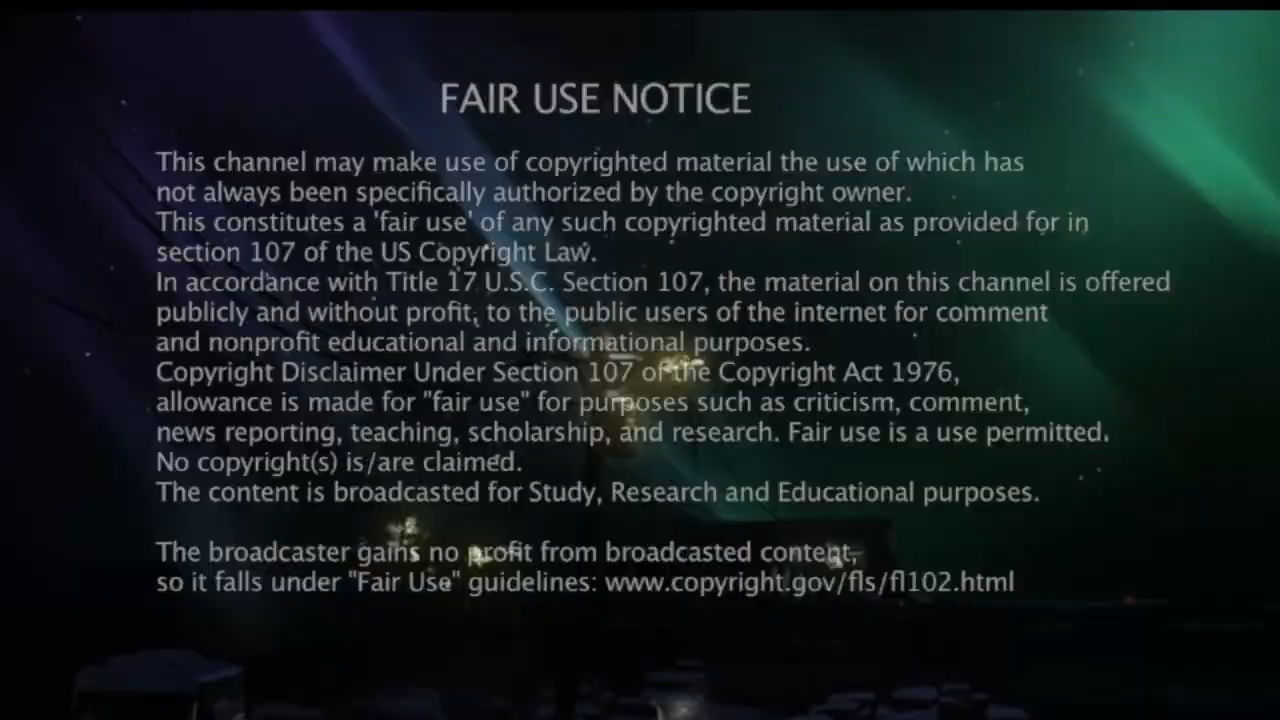 FAIR USE NOTICE
This channel may make use of copyrighted material the use of which has
not always been specifically authorized by the copyright owner.
This constitutes a 'fair use' of any such copyrighted material as provided for in
section 107 of the US Copyright Law.
In accordance with Title 17 U.S.C. Section 107, the material on this channel is offered
publicly and without profit, to the public users of the internet for comment
and nonprofit educational and informational purposes.
Copyright Disclaimer Under Section 107 of the Copyright Act 1976,
allowance is made for "fair use" for purposes such as criticism, comment,
news reporting, teaching, scholarship, and research. Fair use is a use permitted.
No copyright(s) is/are claimed.
The content is broadcasted for Study, Research and Educational purposes.
The broadcaster gains no profit from broadcasted content,
so it falls under "Fair Use" guidelines: www.copyright.gov/fls/fl102.html